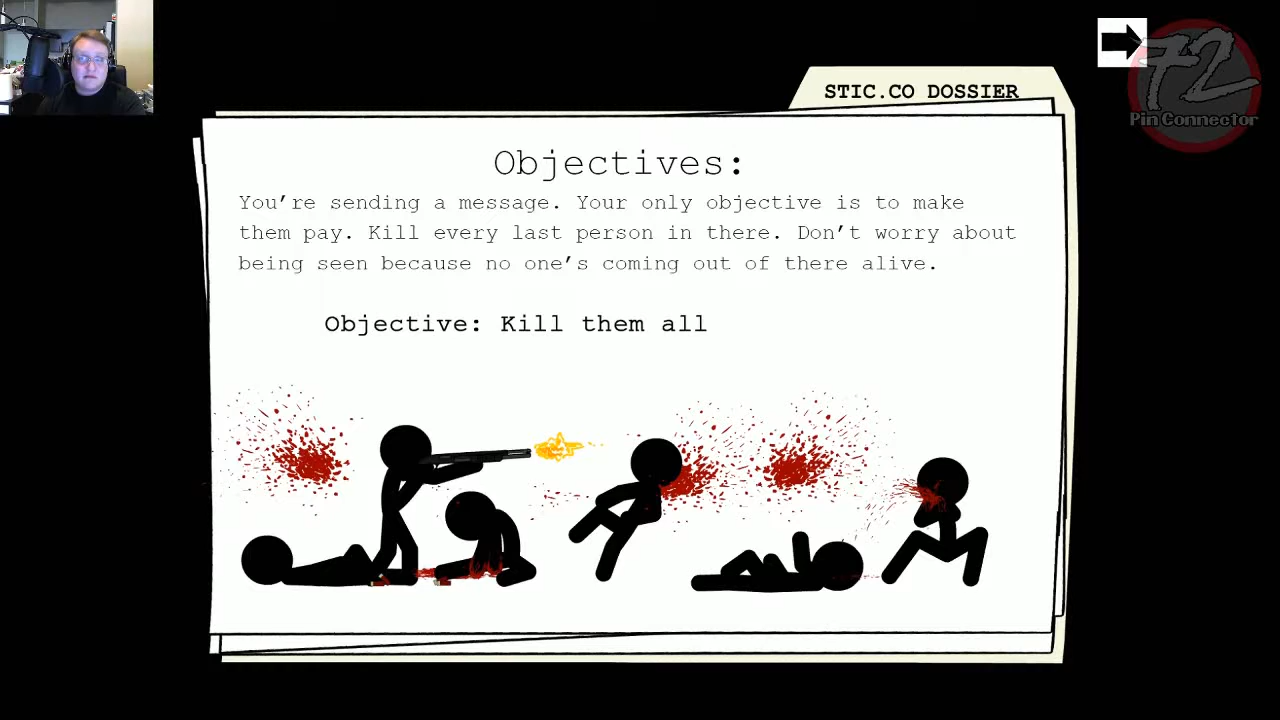 STIC.CO DOSSIER
72
Pin Connector
Objectives:
You're sending a message. Your only objective is to make
them pay. Kill every last person in there. Don't worry about
being seen because no one's coming out of there alive.
Objective: Kill them all